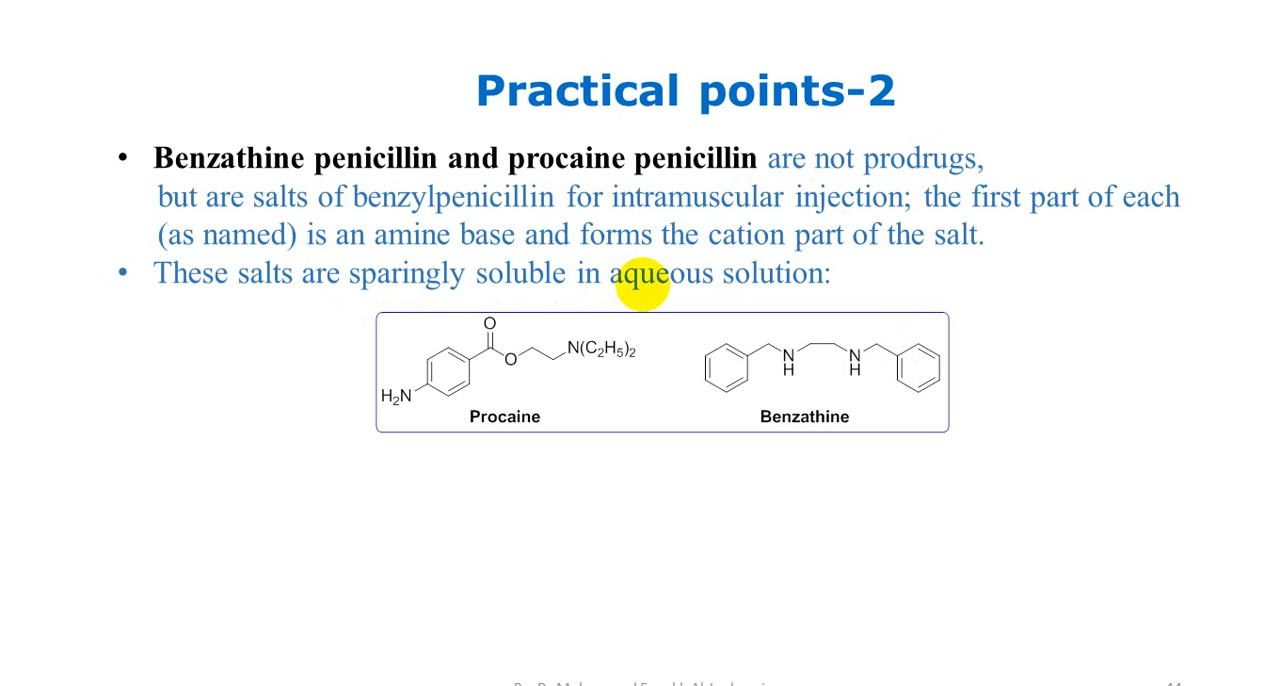 Practical points-2
• Benzathine penicillin and procaine penicillin are not prodrugs,
but are salts of benzylpenicillin for intramuscular injection; the first part of each
(as named) is an amine base and forms the cation part of the salt.
• These salts are sparingly soluble in aqueous solution:
O
O
N(C₂H₅)₂
H₂N
Procaine
N
H
N
H
Benzathine